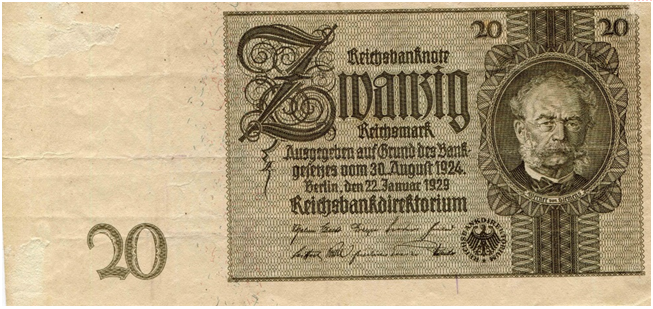 20 20
Reichsbanknote
Zwanzig
Reichsmark
Ausgegeben auf Grund des Bank-
gesetzes vom 30. August 1924.
Berlin, den 22. Januar 1929
Reichsbankdirektorium
20